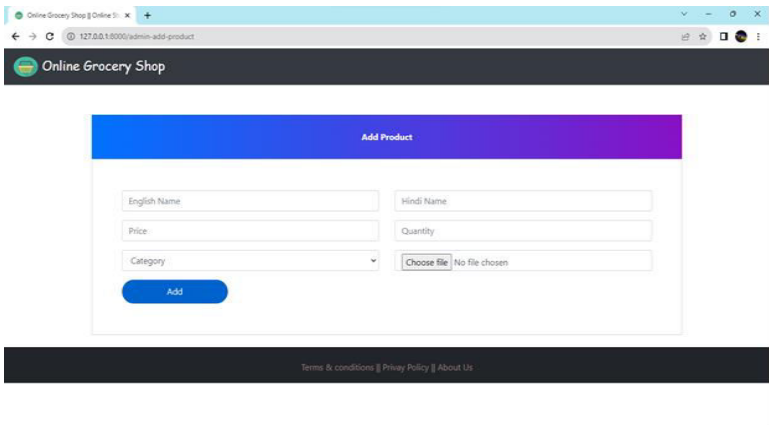 Online Grocery Shop || Online S
127.0.0.1:8000/admin-add-product
Online Grocery Shop
Add Product
English Name
Hindi Name
Price
Quantity
Category
Choose file No file chosen
Add
Terms & conditions || Privay Policy || About Us